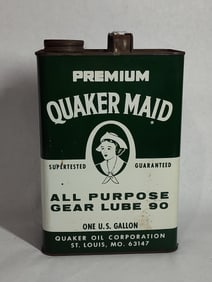 PREMIUM
QUAKER MAID
SUPERTESTED GUARANTEED
ALL PURPOSE
GEAR LUBE 90
ONE U.S. GALLON
QUAKER OIL CORPORATION
ST. LOUIS, MO. 63147